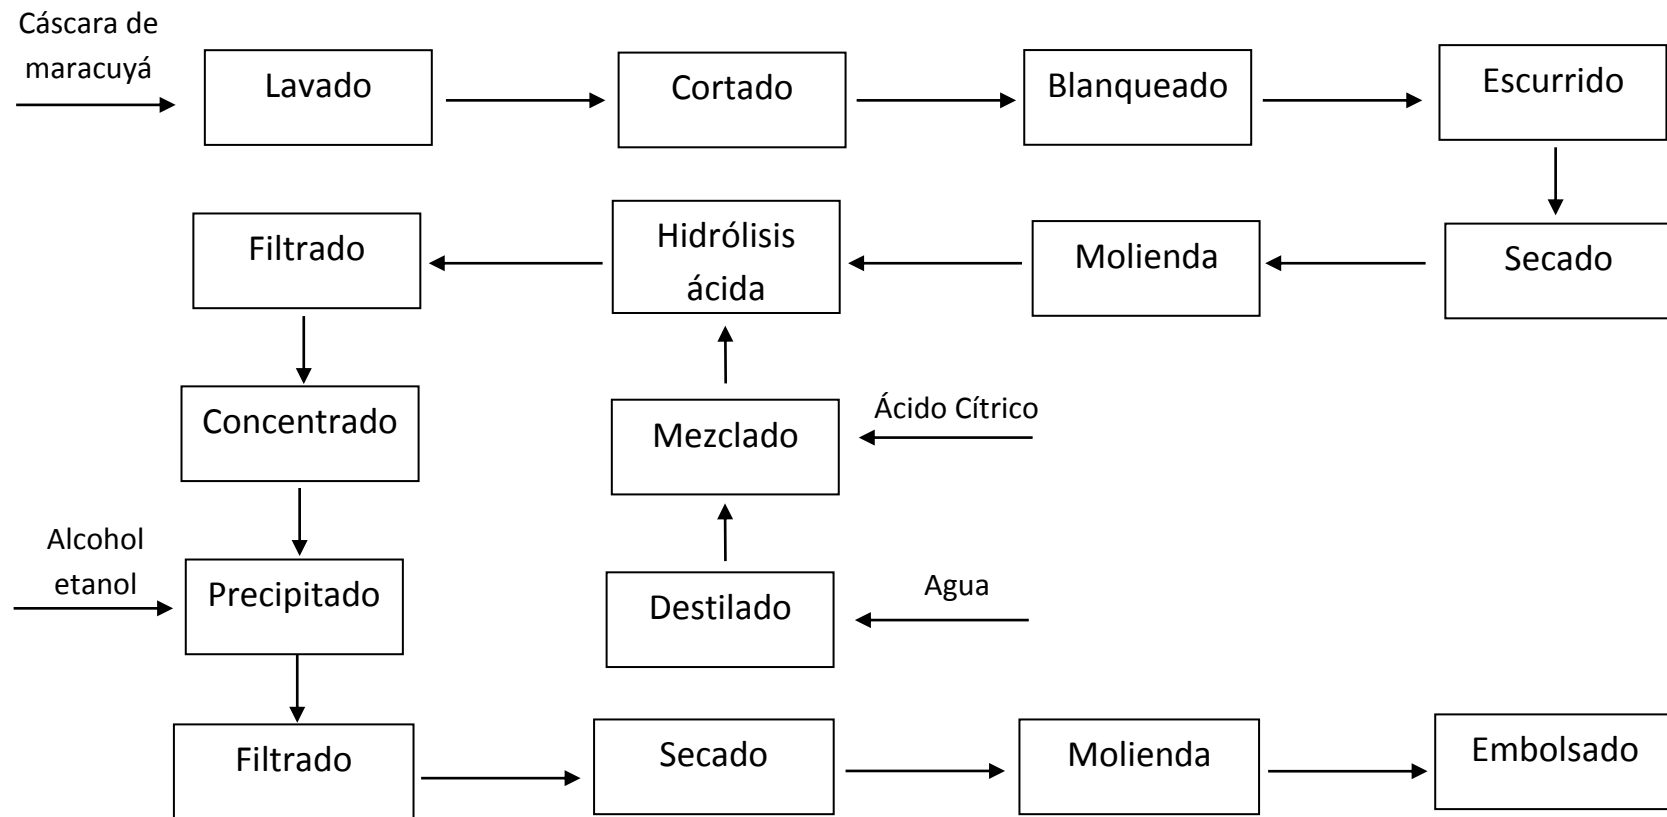 Cáscara de
maracuyá
Lavado
Cortado
Blanqueado
Escurrido
Filtrado
Hidrólisis
ácida
Molienda
Secado
Concentrado
Mezclado
Ácido Cítrico
Alcohol
etanol
Precipitado
Destilado
Agua
Filtrado
Secado
Molienda
Embolsado